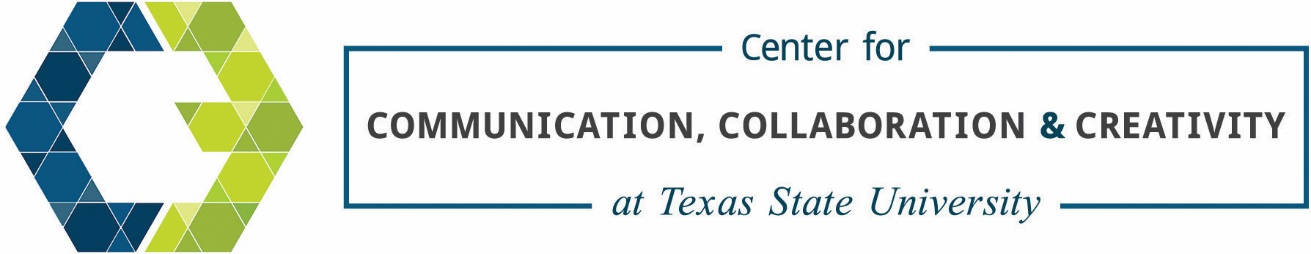 Center for
COMMUNICATION, COLLABORATION & CREATIVITY
at Texas State University